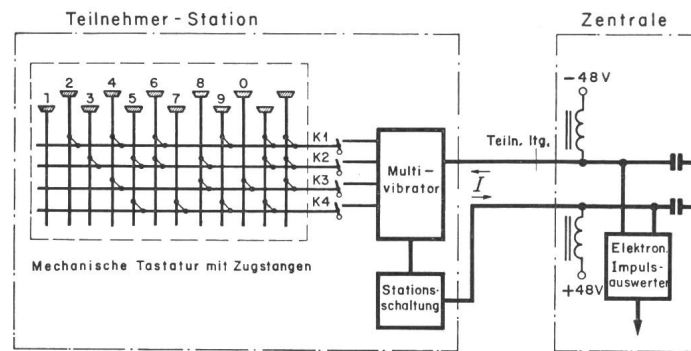 Teilnehmer-Station
Zentrale
2 4 6 8 0
1 3 5 7 9
K1
K2
K3
K4
Multi-
vibrator
Teiln. ltg.
I
-48V
+48V
Elektron.
Impuls-
auswerter
Mechanische Tastatur mit Zugstangen
Stations-
schaltung